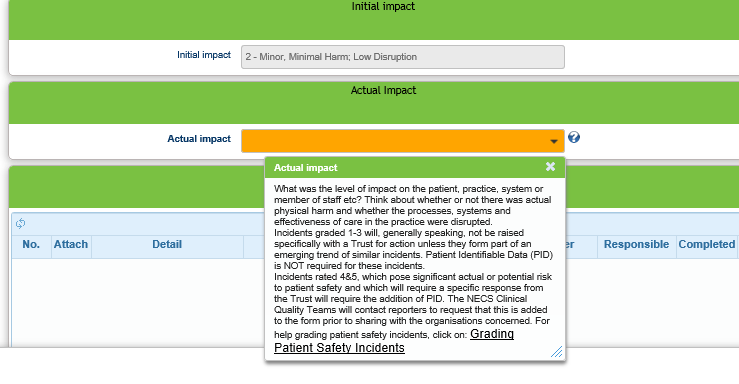 Initial impact
Initial impact
2 - Minor, Minimal Harm; Low Disruption
Actual Impact
Actual impact
Actual impact
What was the level of impact on the patient, practice, system or
member of staff etc? Think about whether or not there was actual
physical harm and whether the processes, systems and
effectiveness of care in the practice were disrupted.
Incidents graded 1-3 will, generally speaking, not be raised
specifically with a Trust for action unless they form part of an
emerging trend of similar incidents. Patient Identifiable Data (PID)
is NOT required for these incidents.
Incidents rated 4&5, which pose significant actual or potential risk
to patient safety and which will require a specific response from
the Trust will require the addition of PID. The NECS Clinical
Quality Teams will contact reporters to request that this is added
to the form prior to sharing with the organisations concerned. For
help grading patient safety incidents, click on: Grading
Patient Safety Incidents
No. Attach Detail er Responsible Completed